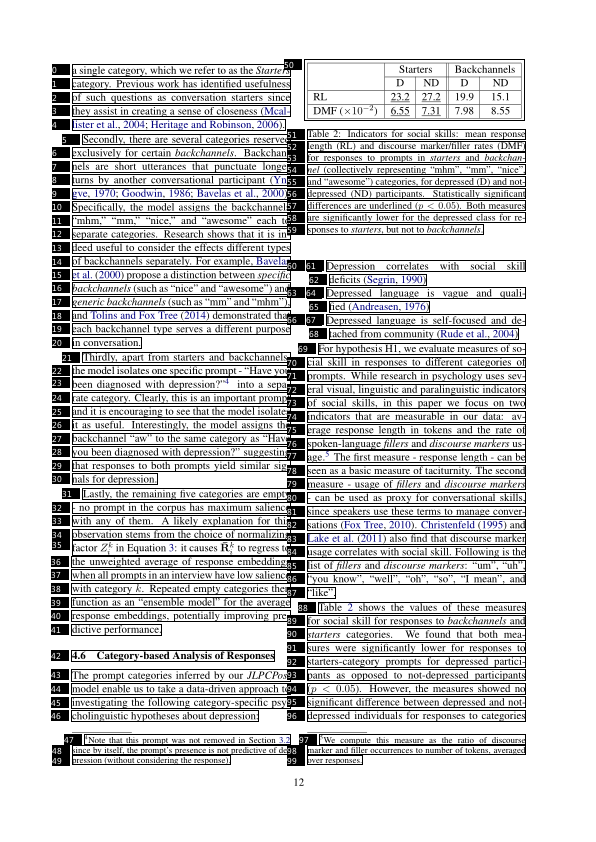 0 a single category, which we refer to as the Starters
1 category. Previous work has identified usefulness
2 of such questions as conversation starters since
3 they assist in creating a sense of closeness (Mcal-
4 lister et al., 2004; Heritage and Robinson, 2006).
5 Secondly, there are several categories reserved
6 exclusively for certain backchannels. Backchan
7 nels are short utterances that punctuate longer
8 turns by another conversational participant (Yn
9 gve, 1970; Goodwin, 1986; Bavelas et al., 2000
10 Specifically, the model assigns the backchannels
11 “mhm,” “mm,” “nice,” and “awesome” each to
12 separate categories. Research shows that it is in
13 deed useful to consider the effects different types
14 of backchannels separately. For example, Bavelas
15 et al. (2000) propose a distinction between specific
16 backchannels (such as “nice” and “awesome”) and
17 generic backchannels (such as “mm” and “mhm”),
18 and Tolins and Fox Tree (2014) demonstrated that
19 each backchannel type serves a different purpose
20 in conversation.
21 Thirdly, apart from starters and backchannels,
22 the model isolates one specific prompt - “Have you
23 been diagnosed with depression?”4 into a sepa
24 rate category. Clearly, this is an important prompt
25 and it is encouraging to see that the model isolates
26 it as useful. Interestingly, the model assigns the
27 backchannel “aw” to the same category as “Have
28 you been diagnosed with depression?” suggesting
29 that responses to both prompts yield similar sig
30 nals for depression.
31 Lastly, the remaining five categories are empty
32 - no prompt in the corpus has maximum salience
33 with any of them. A likely explanation for this
34 observation stems from the choice of normalizing
35 factor Z_i^k in Equation 3: it causes R̄_i^k to regress to
36 the unweighted average of response embeddings
37 when all prompts in an interview have low salience
38 with category k. Repeated empty categories then
39 function as an “ensemble model” for the average
40 response embeddings, potentially improving pre
41 dictive performance.
42 4.6 Category-based Analysis of Responses
43 The prompt categories inferred by our JLPCPost
44 model enable us to take a data-driven approach to
45 investigating the following category-specific psy
46 cholinguistic hypotheses about depression:
47 4Note that this prompt was not removed in Section 3.2
48 since by itself, the prompt’s presence is not predictive of de
49 pression (without considering the response).
50
Starters Backchannels
D ND D ND
RL 23.2 27.2 19.9 15.1
DMF (×10−2) 6.55 7.31 7.98 8.55
51 Table 2: Indicators for social skills: mean response
52 length (RL) and discourse marker/filler rates (DMF)
53 for responses to prompts in starters and backchan-
54 nel (collectively representing “mhm”, “mm”, “nice”,
55 and “awesome”) categories, for depressed (D) and not-
56 depressed (ND) participants. Statistically significant
57 differences are underlined (p < 0.05). Both measures
58 are significantly lower for the depressed class for re-
59 sponses to starters, but not to backchannels.
60 61 Depression correlates with social skill
62 deficits (Segrin, 1990)
63 64 Depressed language is vague and quali-
65 fied (Andreasen, 1976)
66 67 Depressed language is self-focused and de-
68 tached from community (Rude et al., 2004)
69 For hypothesis H1, we evaluate measures of so-
70 cial skill in responses to different categories of
71 prompts. While research in psychology uses sev-
72 eral visual, linguistic and paralinguistic indicators
73 of social skills, in this paper we focus on two
74 indicators that are measurable in our data: av-
75 erage response length in tokens and the rate of
76 spoken-language fillers and discourse markers us-
77 age.5 The first measure - response length - can be
78 seen as a basic measure of taciturnity. The second
79 measure - usage of fillers and discourse markers
80 - can be used as proxy for conversational skills,
81 since speakers use these terms to manage conver-
82 sations (Fox Tree, 2010). Christenfeld (1995) and
83 Lake et al. (2011) also find that discourse marker
84 usage correlates with social skill. Following is the
85 list of fillers and discourse markers: “um”, “uh”,
86 “you know”, “well”, “oh”, “so”, “I mean”, and
87 “like”.
88 Table 2 shows the values of these measures
89 for social skill for responses to backchannels and
90 starters categories. We found that both mea-
91 sures were significantly lower for responses to
92 starters-category prompts for depressed partici-
93 pants as opposed to not-depressed participants
94 (p < 0.05). However, the measures showed no
95 significant difference between depressed and not-
96 depressed individuals for responses to categories
97 5We compute this measure as the ratio of discourse
98 marker and filler occurrences to number of tokens, averaged
99 over responses.
12